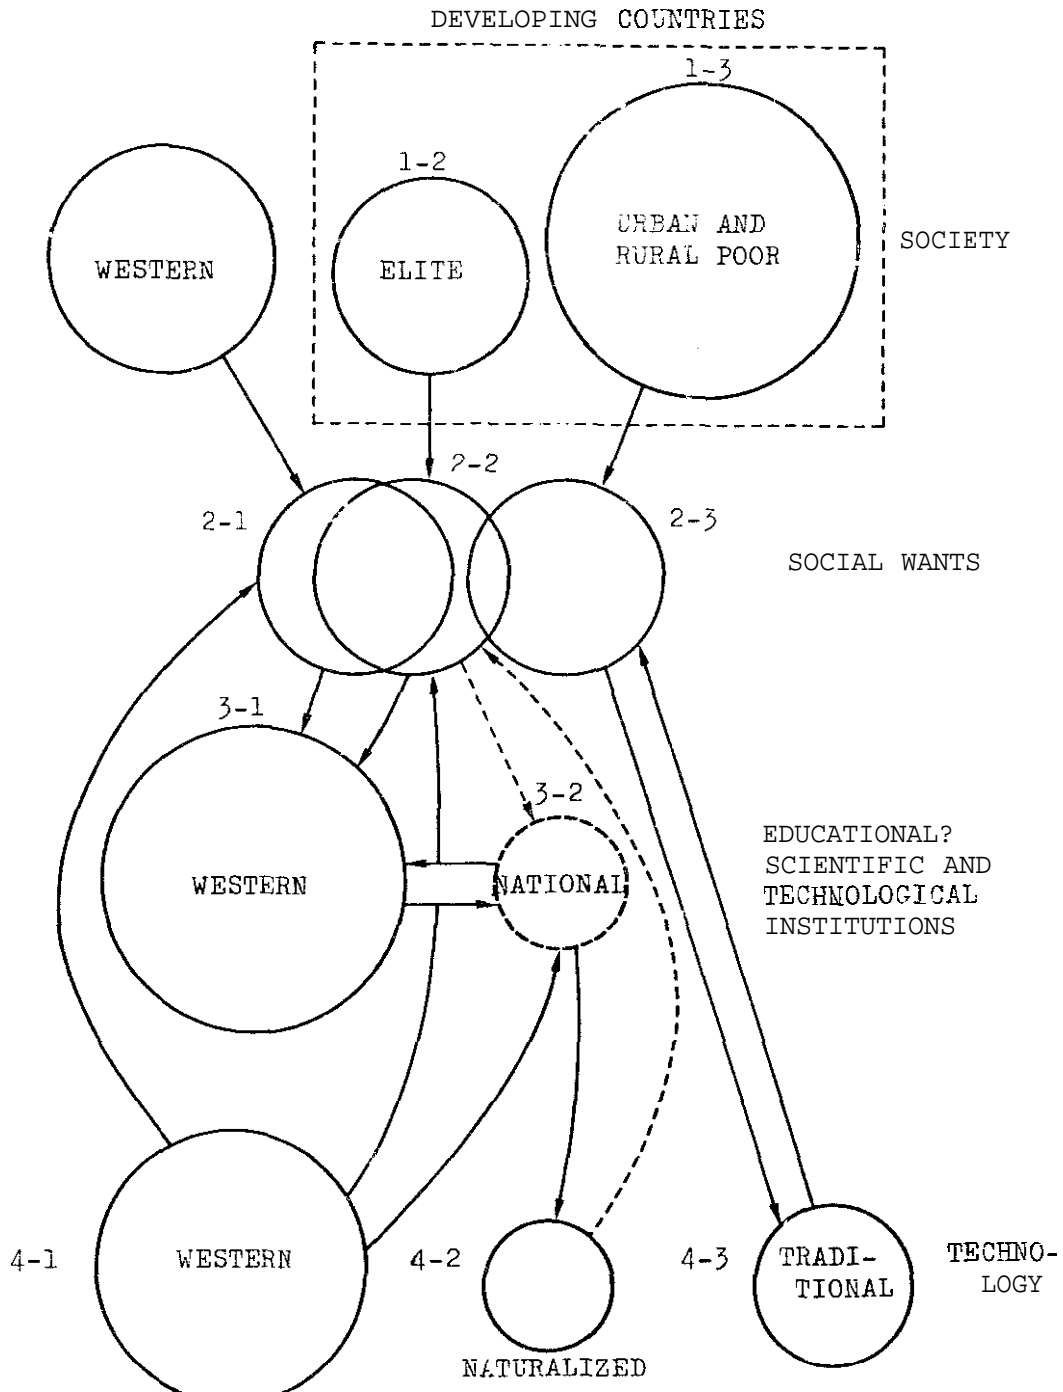 DEVELOPING COUNTRIES
1-3
1-2
URBAN AND
RURAL POOR
SOCIETY
WESTERN
ELITE
2-2
2-1
2-3
SOCIAL WANTS
3-1
3-2
EDUCATIONAL?
SCIENTIFIC AND
TECHNOLOGICAL
INSTITUTIONS
WESTERN
NATIONAL
4-1
WESTERN
4-2
4-3
TRADI-
TIONAL
TECHNO-
LOGY
NATURALIZED